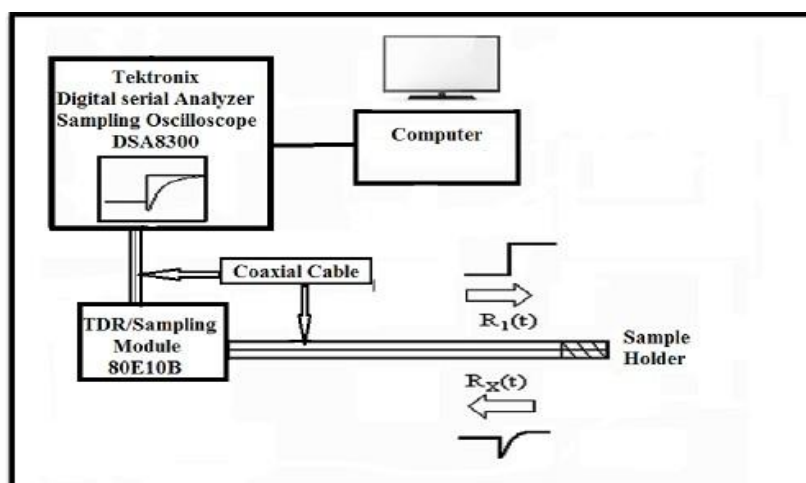 Tektronix
Digital serial Analyzer
Sampling Oscilloscope
DSA8300
Computer
Coaxial Cable
TDR/Sampling
Module
80E10B
R₁(t)
Sample
Holder
Rₓ(t)